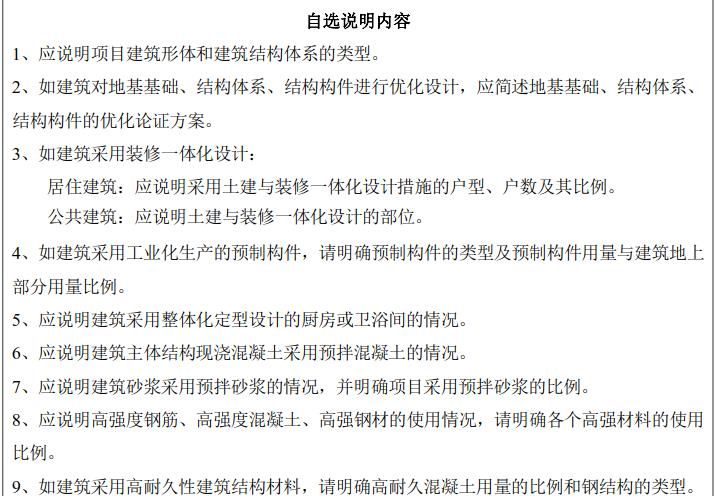 自选说明内容
1、应说明项目建筑形体和建筑结构体系的类型。
2、如建筑对地基基础、结构体系、结构构件进行优化设计，应简述地基基础、结构体系、
结构构件的优化论证方案。
3、如建筑采用装修一体化设计：
居住建筑：应说明采用土建与装修一体化设计措施的户型、户数及其比例。
公共建筑：应说明土建与装修一体化设计的部位。
4、如建筑采用工业化生产的预制构件，请明确预制构件的类型及预制构件用量与建筑地上
部分用量比例。
5、应说明建筑采用整体化定型设计的厨房或卫浴间的情况。
6、应说明建筑主体结构现浇混凝土采用预拌混凝土的情况。
7、应说明建筑砂浆采用预拌砂浆的情况，并明确项目采用预拌砂浆的比例。
8、应说明高强度钢筋、高强度混凝土、高强钢材的使用情况，请明确各个高强材料的使用
比例。
9、如建筑采用高耐久性建筑结构材料，请明确高耐久混凝土用量的比例和钢结构的类型。